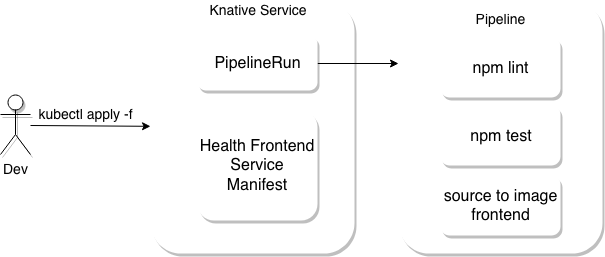 Knative Service
Pipeline
PipelineRun
npm lint
kubectl apply -f
Health Frontend
Service
Manifest
npm test
Dev
source to image
frontend